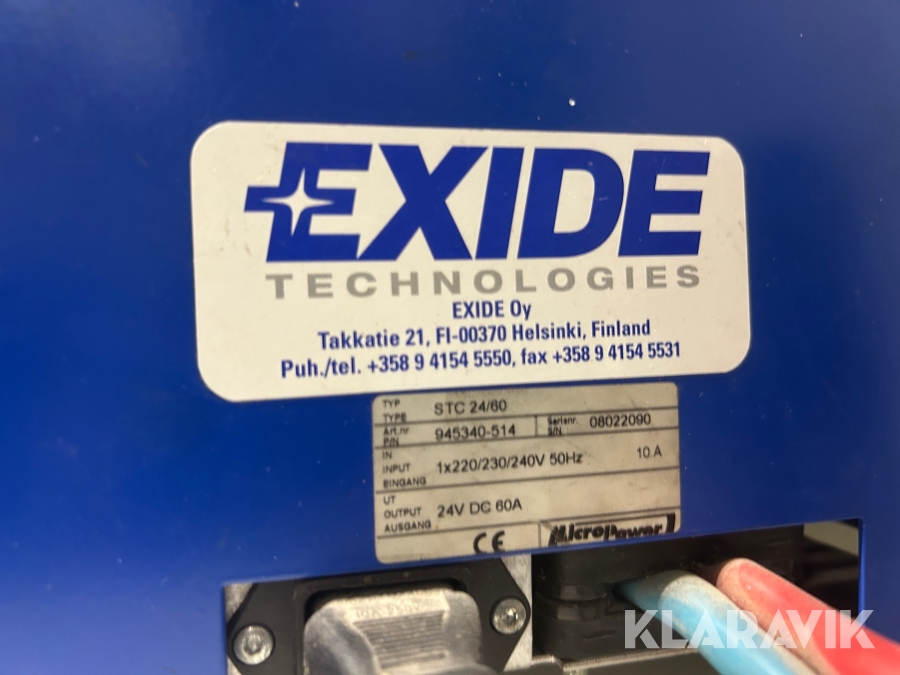 EXIDE
TECHNOLOGIES
EXIDE Oy
Takkatie 21, FI-00370 Helsinki, Finland
Puh./tel. +358 9 4154 5550, fax +358 9 4154 5531
TYP
TYPE
STC 24/60
Art.nr
P/N
945340-514
Serienr.
S/N
08022090
IN
INPUT
EINGANG
1x220/230/240V 50Hz
10 A
UT
OUTPUT
AUSGANG
24V DC 60A
CE
MicroPower
KLARAVIK